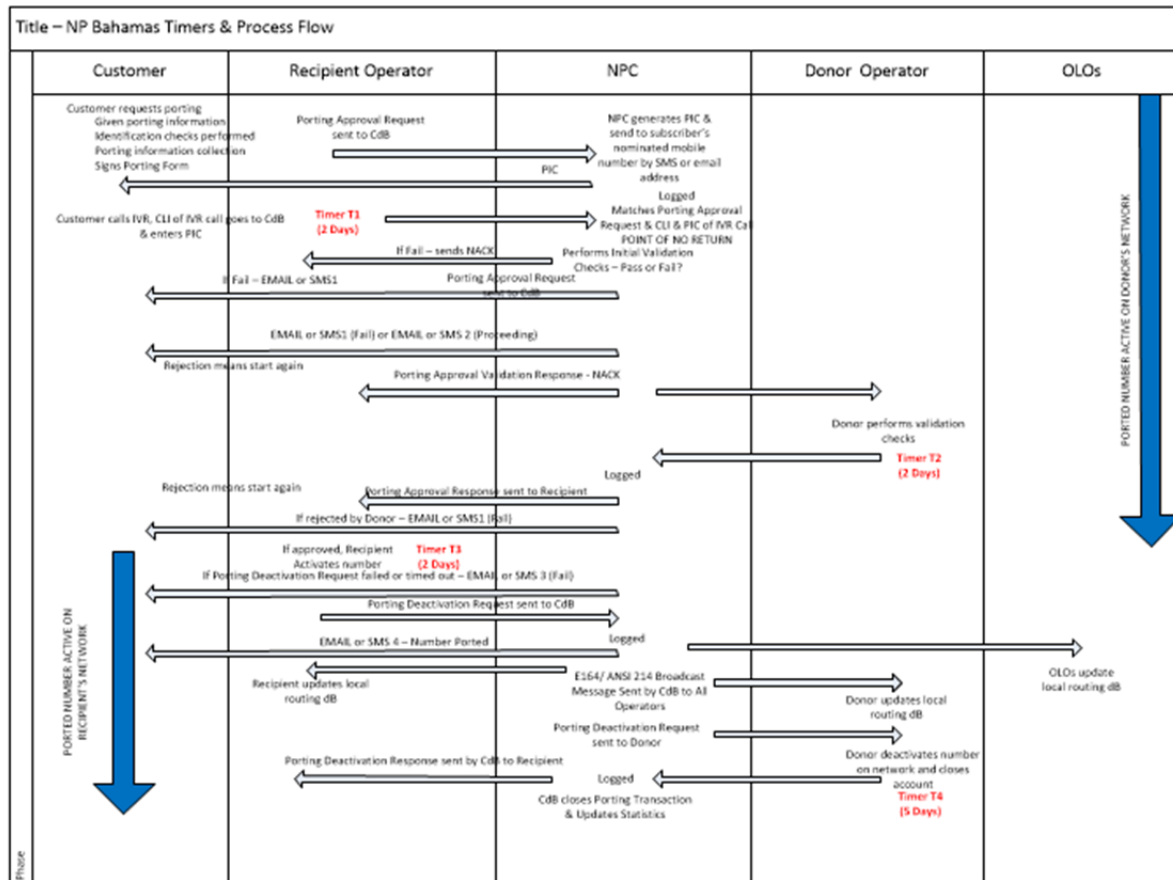 Title – NP Bahamas Timers & Process Flow
Customer
Recipient Operator
NPC
Donor Operator
OLOs
Customer requests porting
Given porting information
Identification checks performed
Porting information collection
Signs Porting Form
Porting Approval Request
sent to CdB
NPC generates PIC &
send to subscriber's
nominated mobile
number by SMS or email
address
PIC
Customer calls IVR, CLI of IVR call goes to CdB
& enters PIC
Timer T1
(2 Days)
Logged
Matches Porting Approval
Request & CLI & PIC of IVR Call
POINT OF NO RETURN
If Fail – sends NACK
Performs Initial Validation
Checks – Pass or Fail?
If Fail – EMAIL or SMS1
Porting Approval Request
sent to CdB
EMAIL or SMS1 (Fail) or EMAIL or SMS 2 (Proceeding)
Rejection means start again
Porting Approval Validation Response - NACK
Donor performs validation
checks
Timer T2
(2 Days)
Logged
Rejection means start again
Porting Approval Response sent to Recipient
If rejected by Donor – EMAIL or SMS1 (Fail)
If approved, Recipient
Activates number
Timer T3
(2 Days)
If Porting Deactivation Request failed or timed out – EMAIL or SMS 3 (Fail)
Porting Deactivation Request sent to CdB
EMAIL or SMS 4 – Number Ported
Logged
Recipient updates local
routing dB
E164/ ANSI 214 Broadcast
Message Sent by CdB to All
Operators
Donor updates local
routing dB
OLOs update
local routing dB
Porting Deactivation Request
sent to Donor
Porting Deactivation Response sent by CdB to Recipient
Logged
Donor deactivates number
on network and closes
account
Timer T4
(5 Days)
CdB closes Porting Transaction
& Updates Statistics
PORTED NUMBER ACTIVE ON DONOR'S NETWORK
PORTED NUMBER ACTIVE ON
RECIPIENT'S NETWORK
Phase